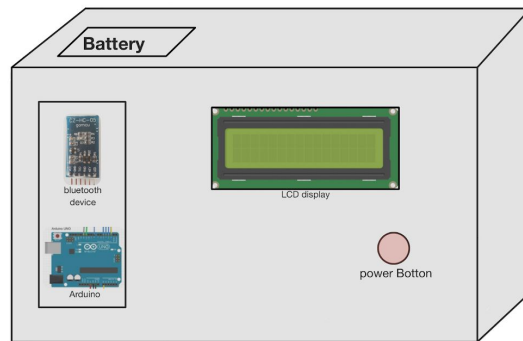 Battery
bluetooth
device
Arduino
LCD display
power Botton